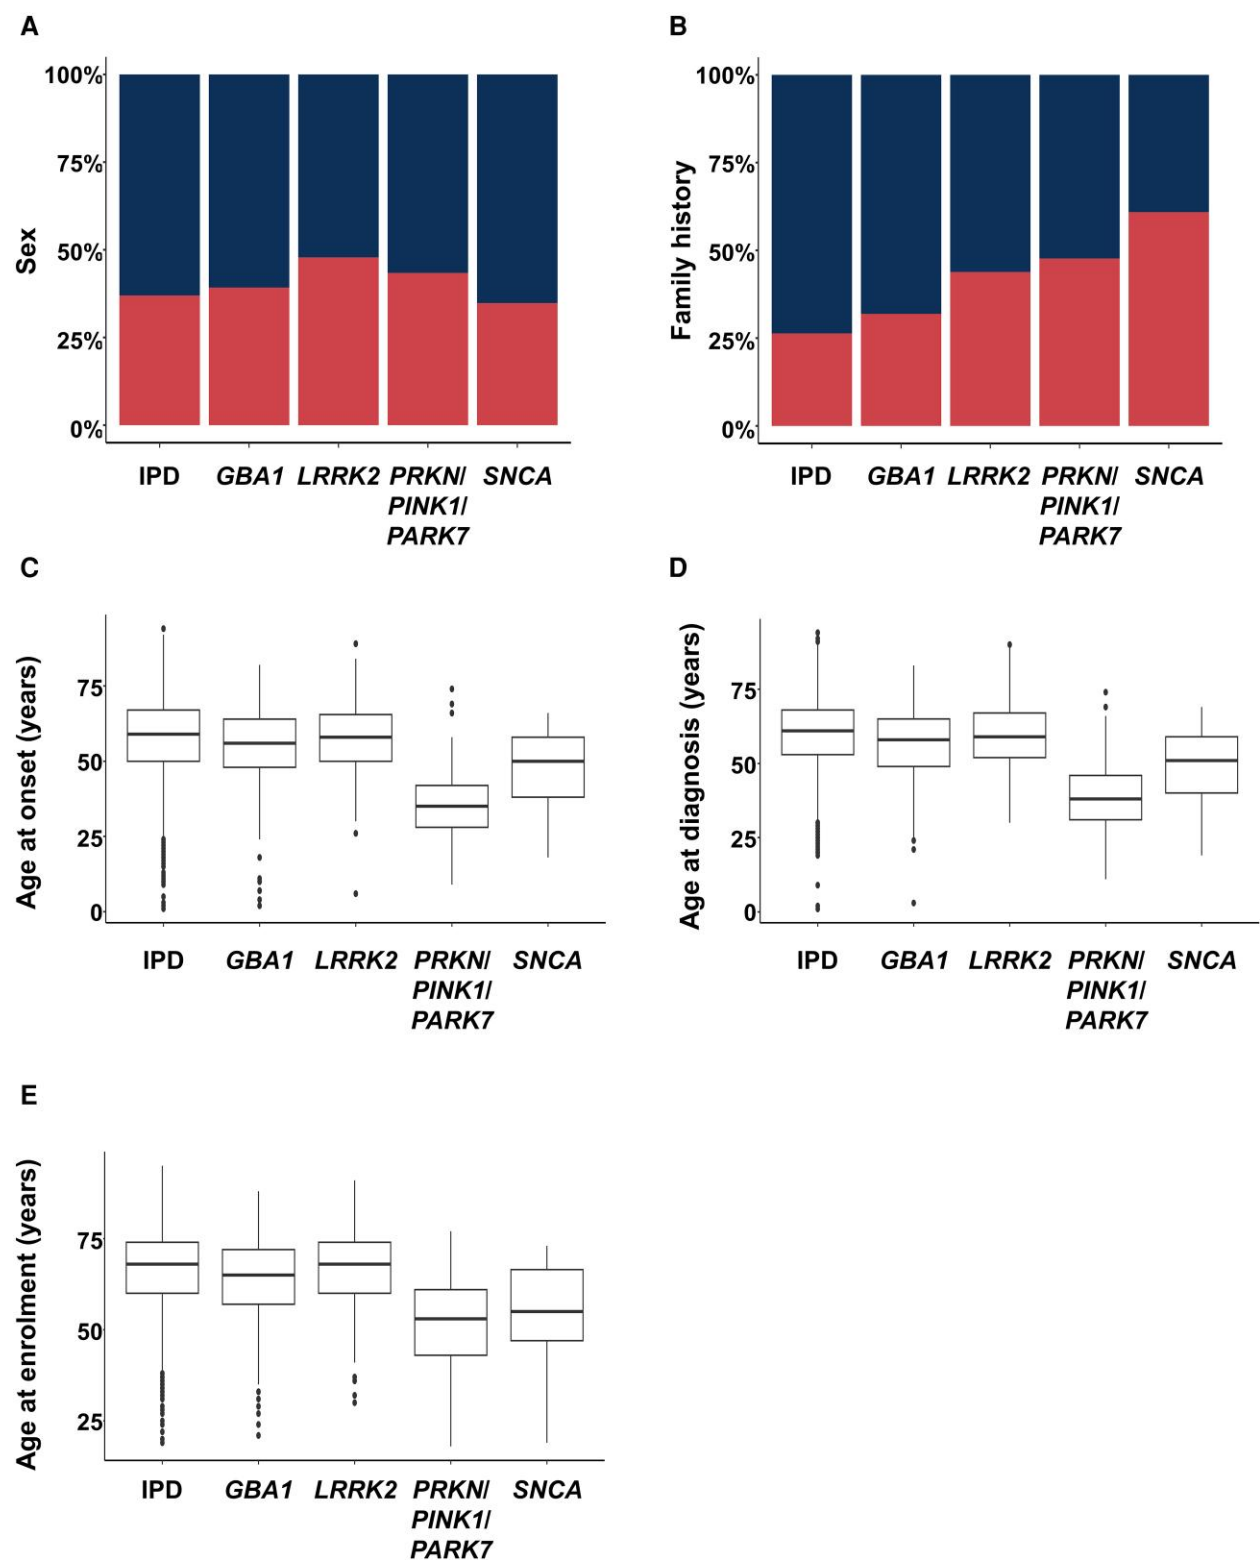 A
B
100%
75%
50%
25%
0%
Sex
IPD GBA1 LRRK2 PRKN/ SNCA
PINK1/
PARK7
100%
75%
50%
25%
0%
Family history
IPD GBA1 LRRK2 PRKN/ SNCA
PINK1/
PARK7
C
D
75
50
25
0
Age at onset (years)
IPD GBA1 LRRK2 PRKN/ SNCA
PINK1/
PARK7
75
50
25
0
Age at diagnosis (years)
IPD GBA1 LRRK2 PRKN/ SNCA
PINK1/
PARK7
E
75
50
25
Age at enrolment (years)
IPD GBA1 LRRK2 PRKN/ SNCA
PINK1/
PARK7